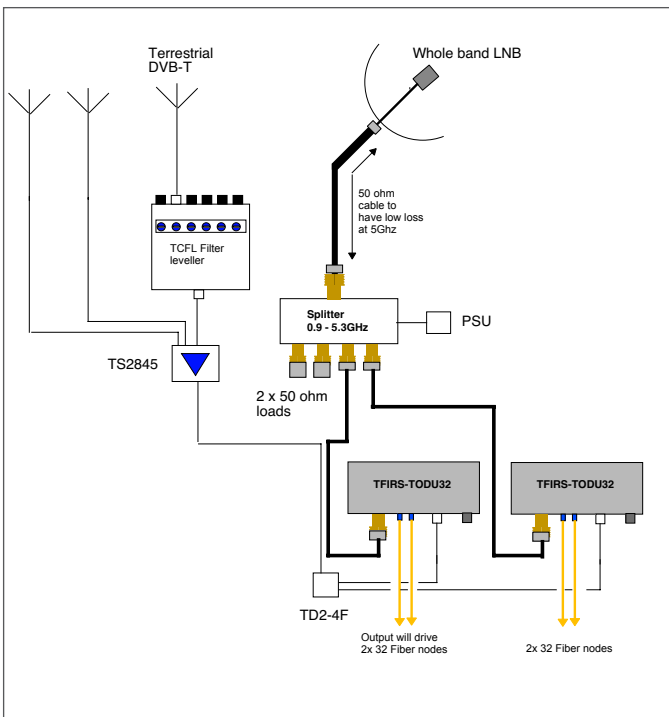 Terrestrial
DVB-T
Whole band LNB
50 ohm
cable to
have low loss
at 5Ghz
TCFL Filter
leveller
Splitter
0.9 - 5.3GHz
PSU
TS2845
2 x 50 ohm
loads
TFIRS-TODU32
TFIRS-TODU32
TD2-4F
Output will drive
2x 32 Fiber nodes
2x 32 Fiber nodes